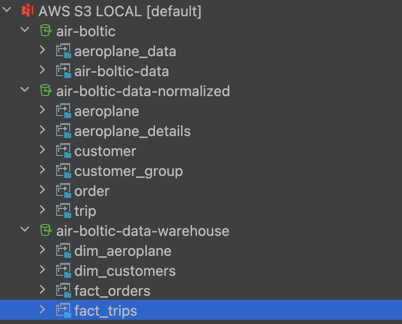 AWS S3 LOCAL [default]
air-boltic
aeroplane_data
air-boltic-data
air-boltic-data-normalized
aeroplane
aeroplane_details
customer
customer_group
order
trip
air-boltic-data-warehouse
dim_aeroplane
dim_customers
fact_orders
fact_trips